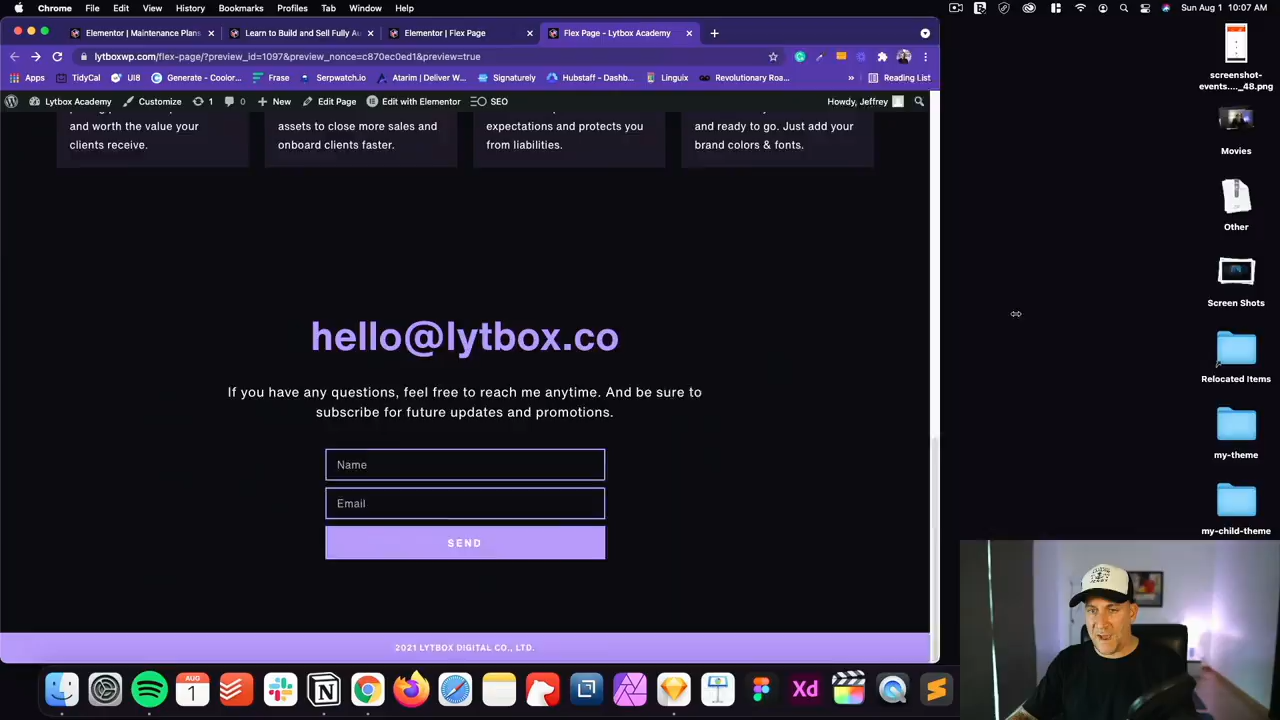 Chrome File Edit View History Bookmarks Profiles Tab Window Help
Sun Aug 1 10:07 AM
Elementor | Maintenance Plans
Learn to Build and Sell Fully Au
Elementor | Flex Page
Flex Page - Lytbox Academy
lytboxwp.com/flex-page/?preview_id=1097&preview_nonce=c870ec0ed1&preview=true
Apps TidyCal UI8 Generate - Coolor... Frase Serpwatch.io Atarim | Deliver W... Signaturely Hubstaff - Dashb... Linguix Revolutionary Roa... » Reading List
Lytbox Academy Customize 1 0 New Edit Page Edit with Elementor SEO Howdy, Jeffrey
and worth the value your
clients receive.
assets to close more sales and
onboard clients faster.
expectations and protects you
from liabilities.
and ready to go. Just add your
brand colors & fonts.
hello@lytbox.co
If you have any questions, feel free to reach me anytime. And be sure to
subscribe for future updates and promotions.
Name
Email
SEND
2021 LYTBOX DIGITAL CO., LTD.
screenshot-
events...._48.png
Movies
Other
Screen Shots
Relocated Items
my-theme
my-child-theme
AUG
1
Xd